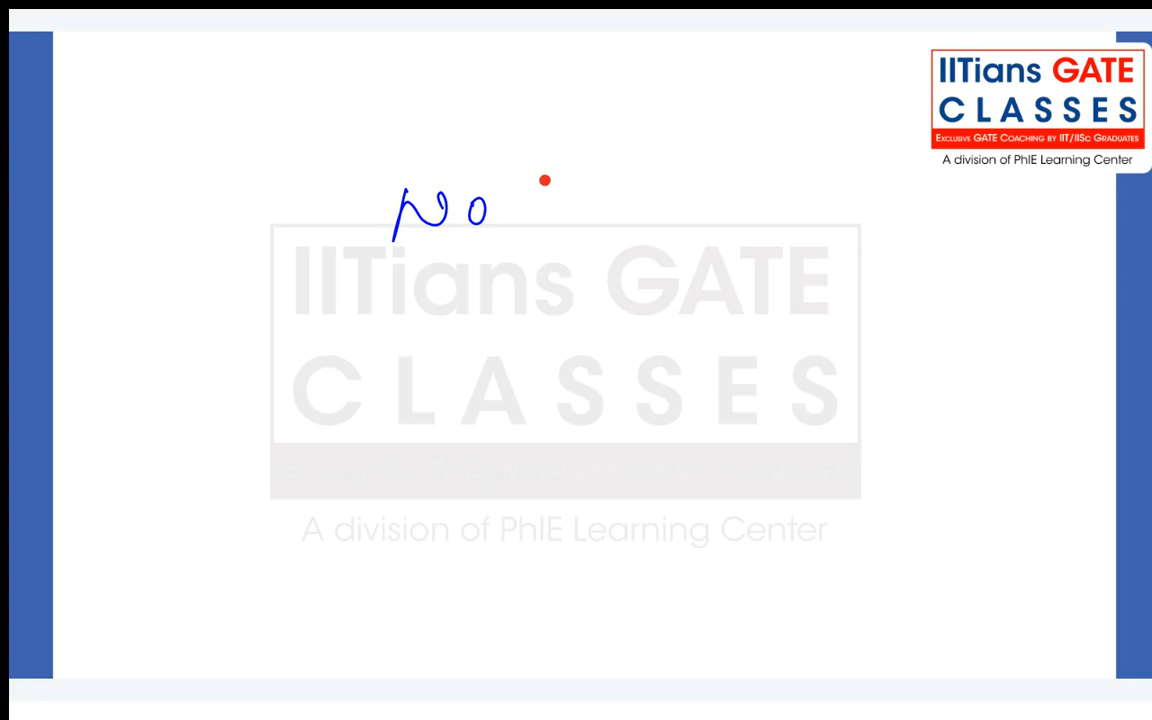 IITians GATE
CLASSES
EXCLUSIVE GATE COACHING BY IIT/IISC GRADUATES
A division of PhIE Learning Center
No
IITians GATE
CLASSES
A division of PhIE Learning Center